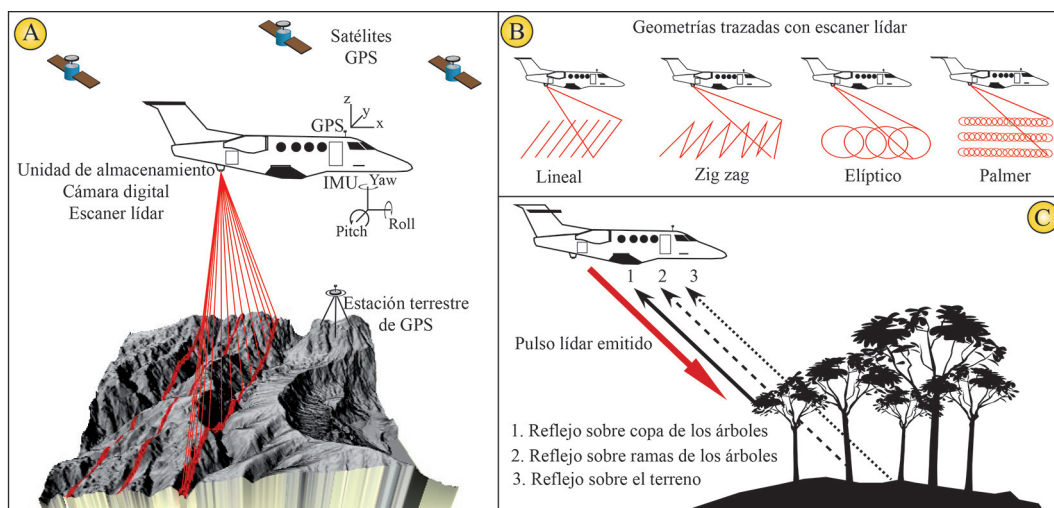 A
Satélites
GPS
z
y
x
GPS
Unidad de almacenamiento
Cámara digital
Escaner lídar
IMU
Yaw
Pitch
Roll
Estación terrestre
de GPS
B
Geometrías trazadas con escaner lídar
Lineal
Zig zag
Elíptico
Palmer
C
1 2 3
Pulso lídar emitido
1. Reflejo sobre copa de los árboles
2. Reflejo sobre ramas de los árboles
3. Reflejo sobre el terreno